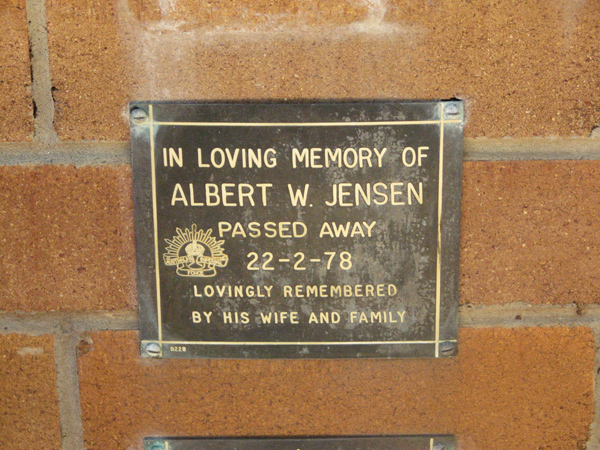 IN LOVING MEMORY OF
ALBERT W. JENSEN
PASSED AWAY
22-2-78
LOVINGLY REMEMBERED
BY HIS WIFE AND FAMILY